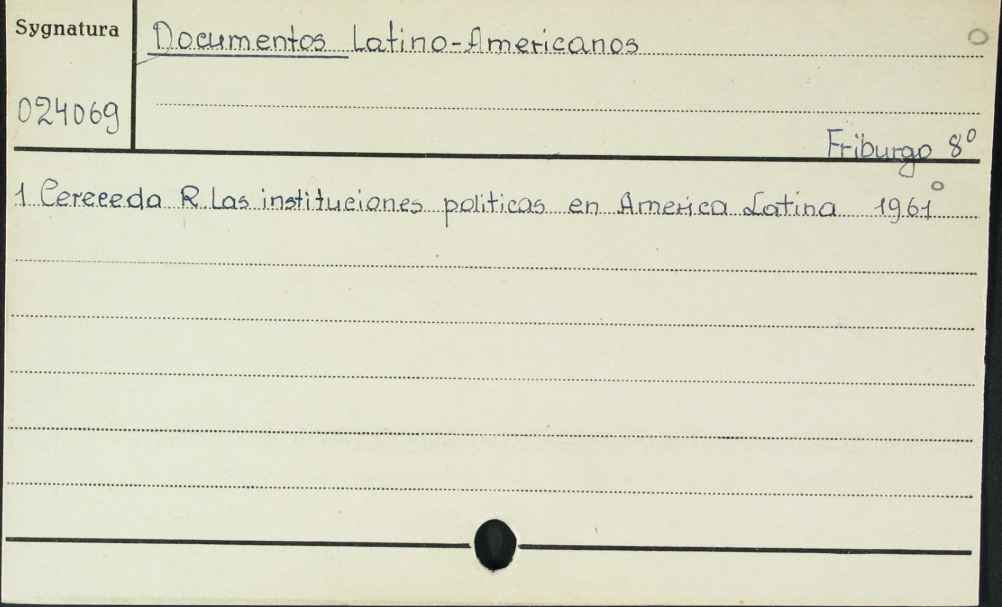 Sygnatura
Documentos Latino-Americanos
024069
Friburgo 8°
1 Cereceda R. Las instituciones politicas en America Latina 1961